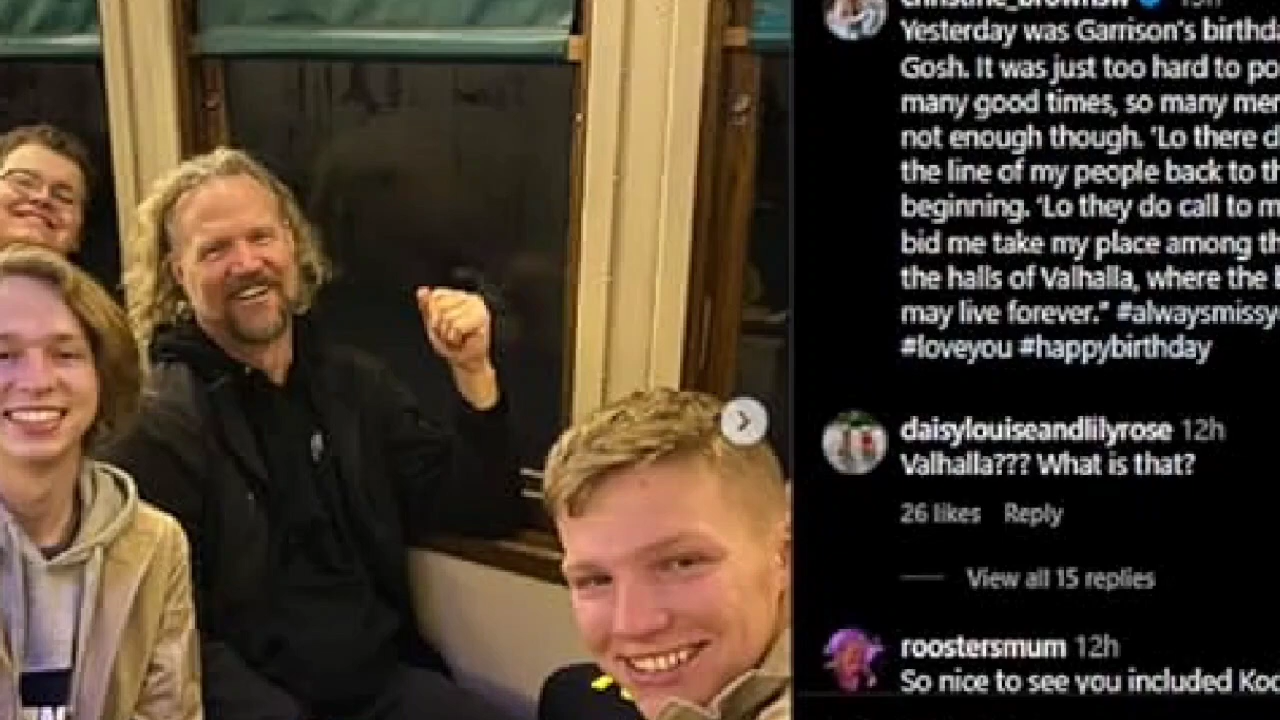 christine_brownsw 15h
Yesterday was Garrison's birthda
Gosh. It was just too hard to po
many good times, so many mer
not enough though. 'Lo there d
the line of my people back to th
beginning. 'Lo they do call to m
bid me take my place among th
the halls of Valhalla, where the b
may live forever." #alwaysmissy
#loveyou #happybirthday
daisylouiseandlilyrose 12h
Valhalla??? What is that?
26 likes Reply
View all 15 replies
roostersmum 12h
So nice to see you included Koc